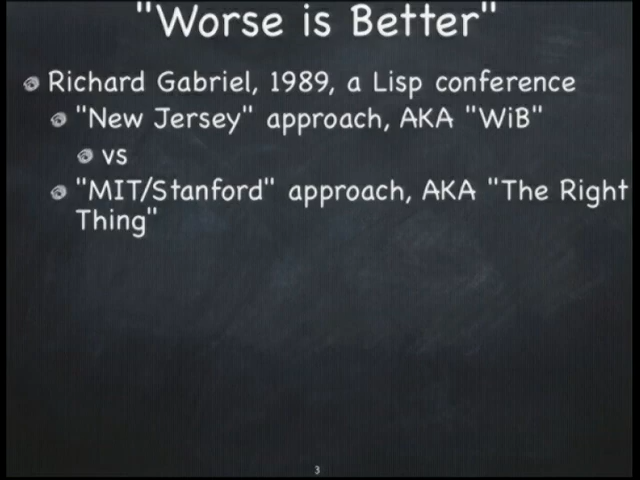 "Worse is Better"
Richard Gabriel, 1989, a Lisp conference
"New Jersey" approach, AKA "WiB"
vs
"MIT/Stanford" approach, AKA "The Right
Thing"
3